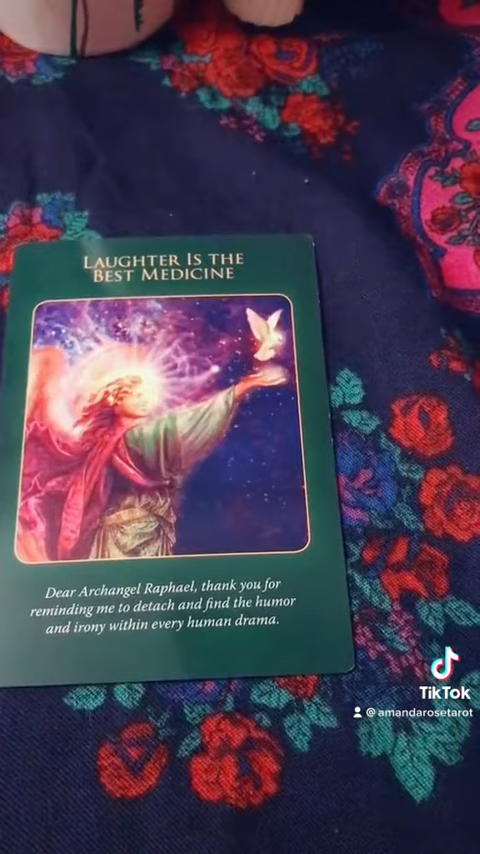 LAUGHTER IS THE
BEST MEDICINE
Dear Archangel Raphael, thank you for
reminding me to detach and find the humor
and irony within every human drama.
TikTok
@amandarosetarot